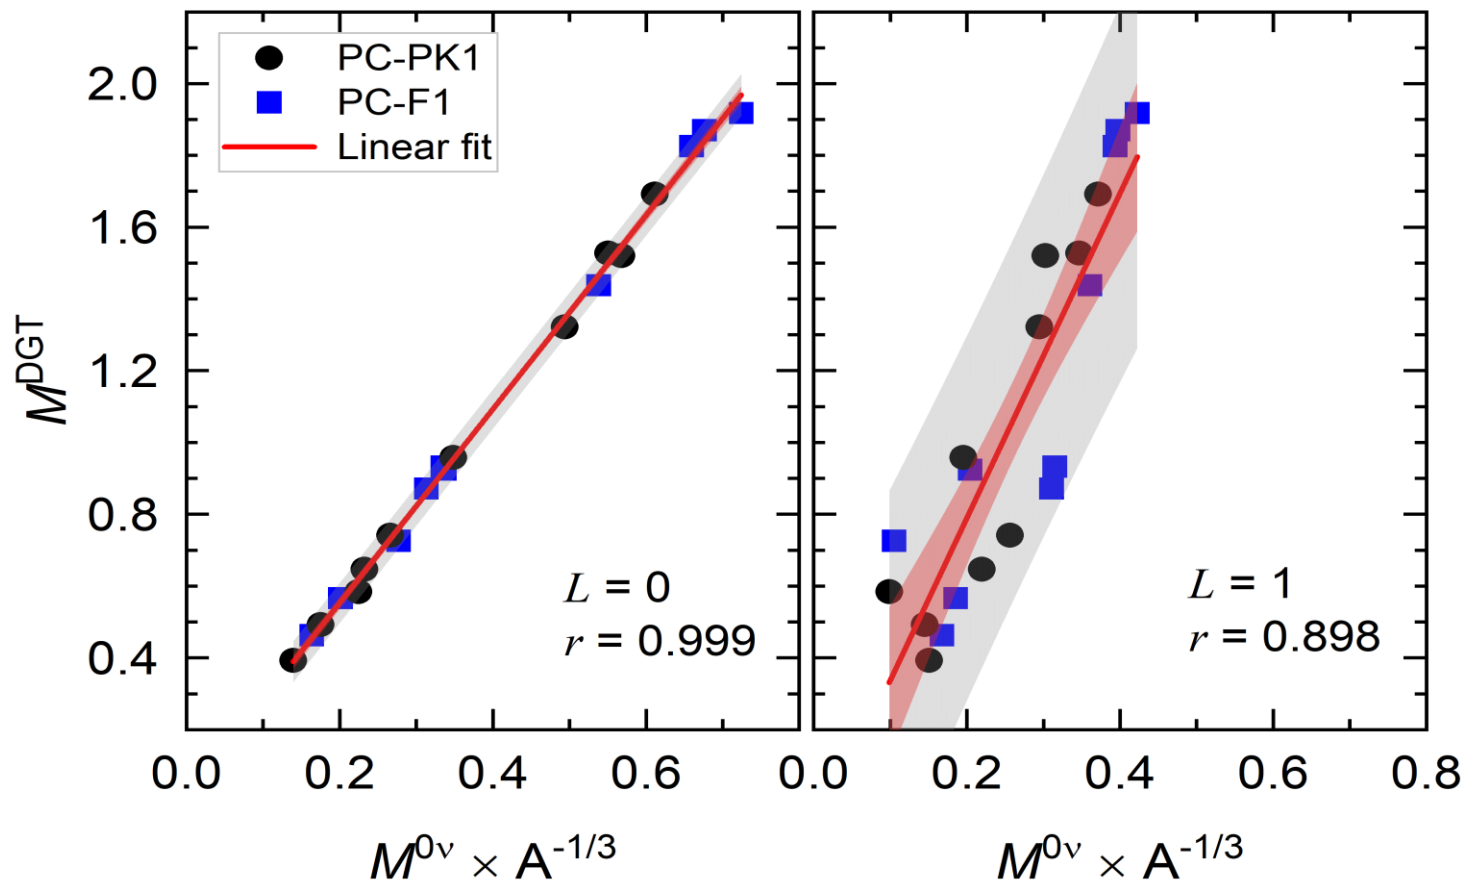 PC-PK1
PC-F1
Linear fit
2.0
1.6
1.2
0.8
0.4
M^DGT
L = 0
r = 0.999
L = 1
r = 0.898
0.0 0.2 0.4 0.6 0.0 0.2 0.4 0.6 0.8
M^0ν × A^-1/3 M^0ν × A^-1/3